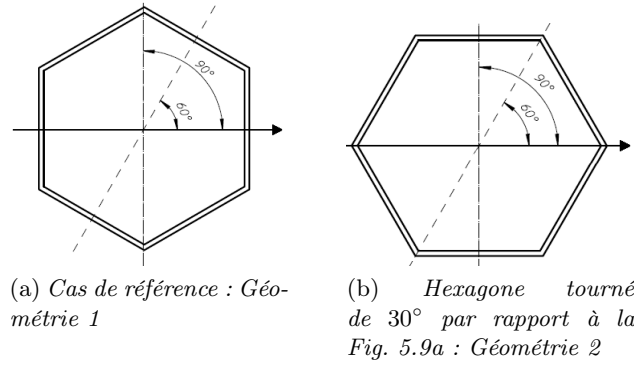 90°
60°
90°
60°
(a) Cas de référence : Géo-
métrie 1
(b) Hexagone tourné
de 30° par rapport à la
Fig. 5.9a : Géométrie 2